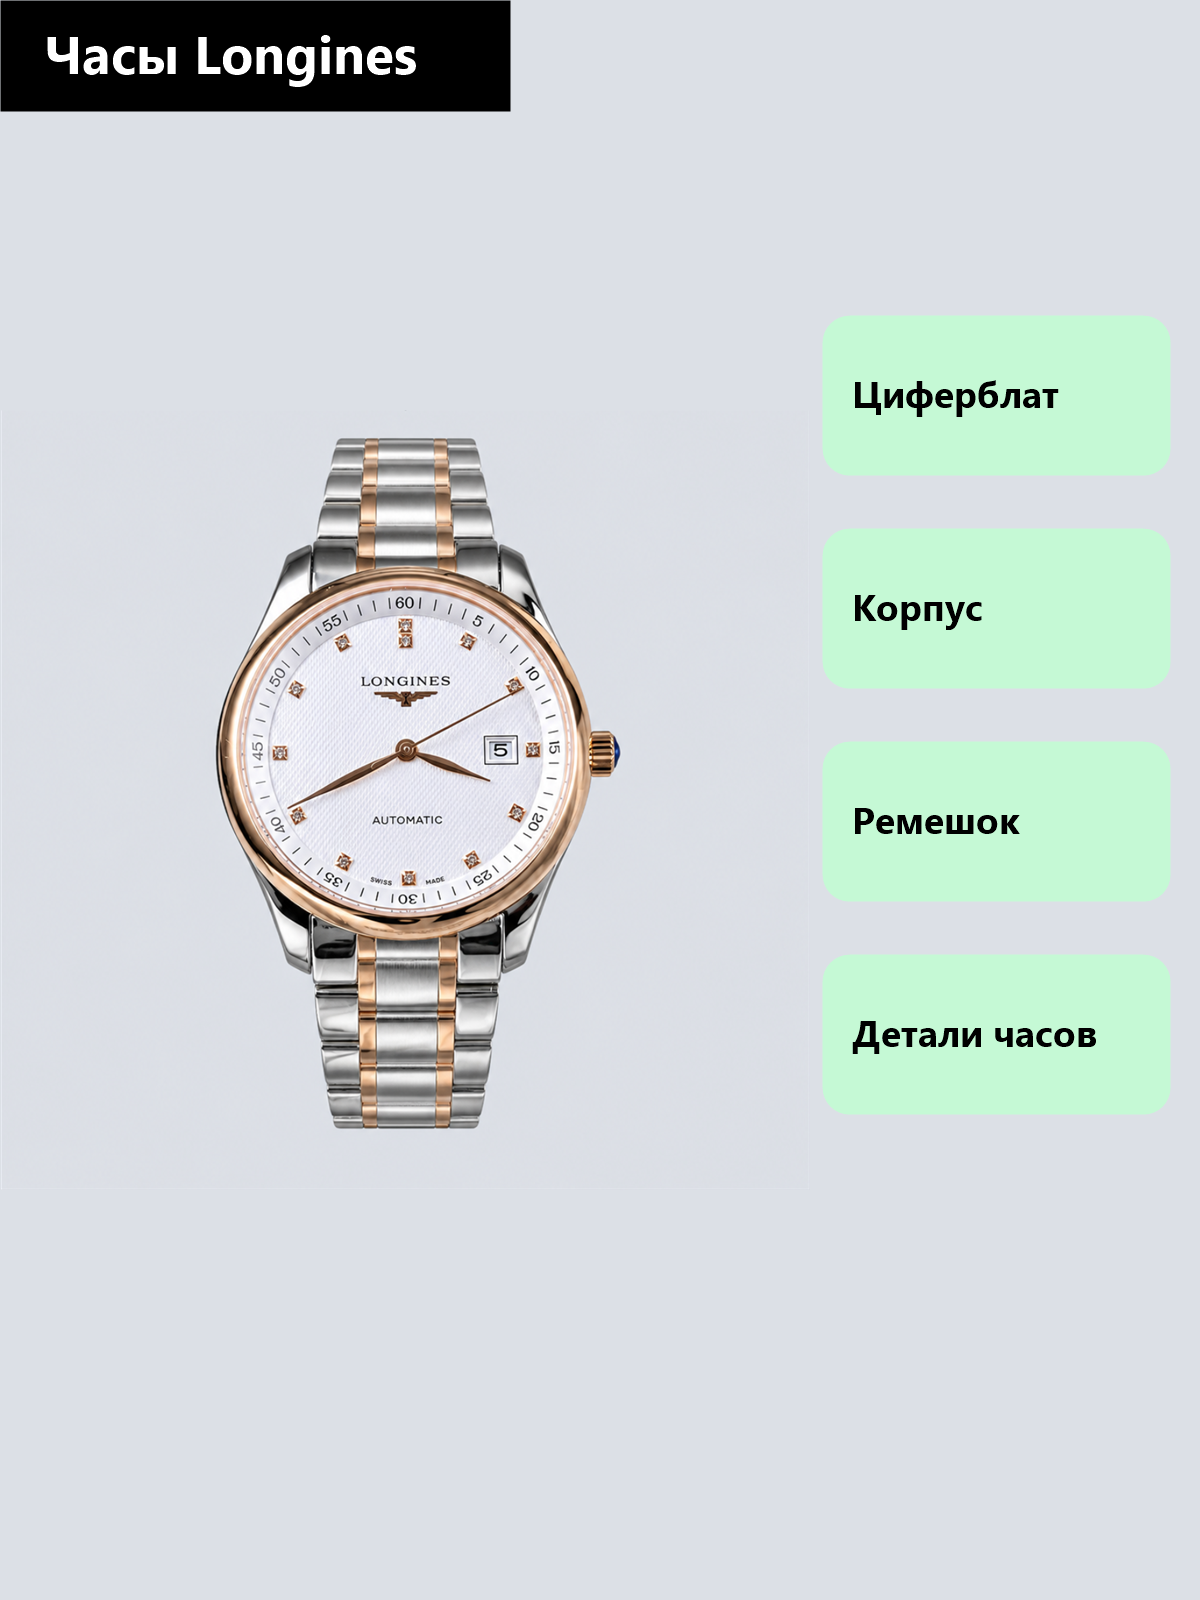 Часы Longines
Циферблат
Корпус
Ремешок
Детали часов
60
5
10
15
20
25
30
35
40
45
50
55
LONGINES
5
AUTOMATIC
SWISS MADE